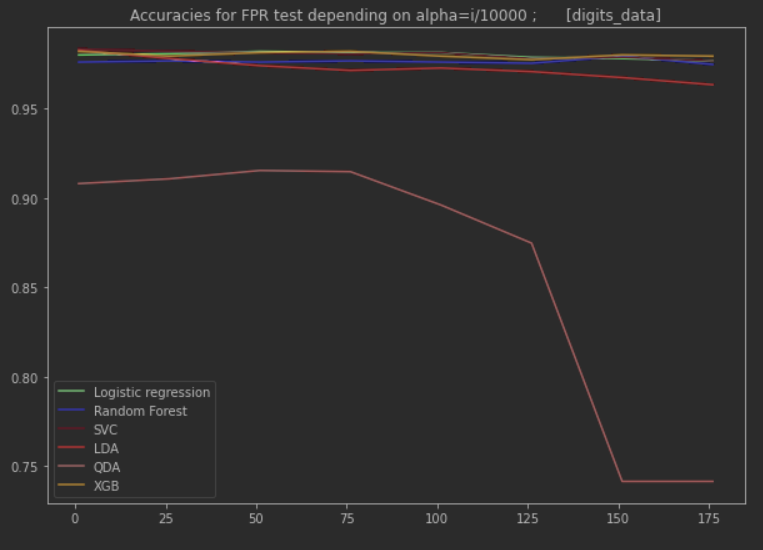 Accuracies for FPR test depending on alpha=i/10000 ; [digits_data]
0.95
0.90
0.85
0.80
0.75
Logistic regression
Random Forest
SVC
LDA
QDA
XGB
0 25 50 75 100 125 150 175